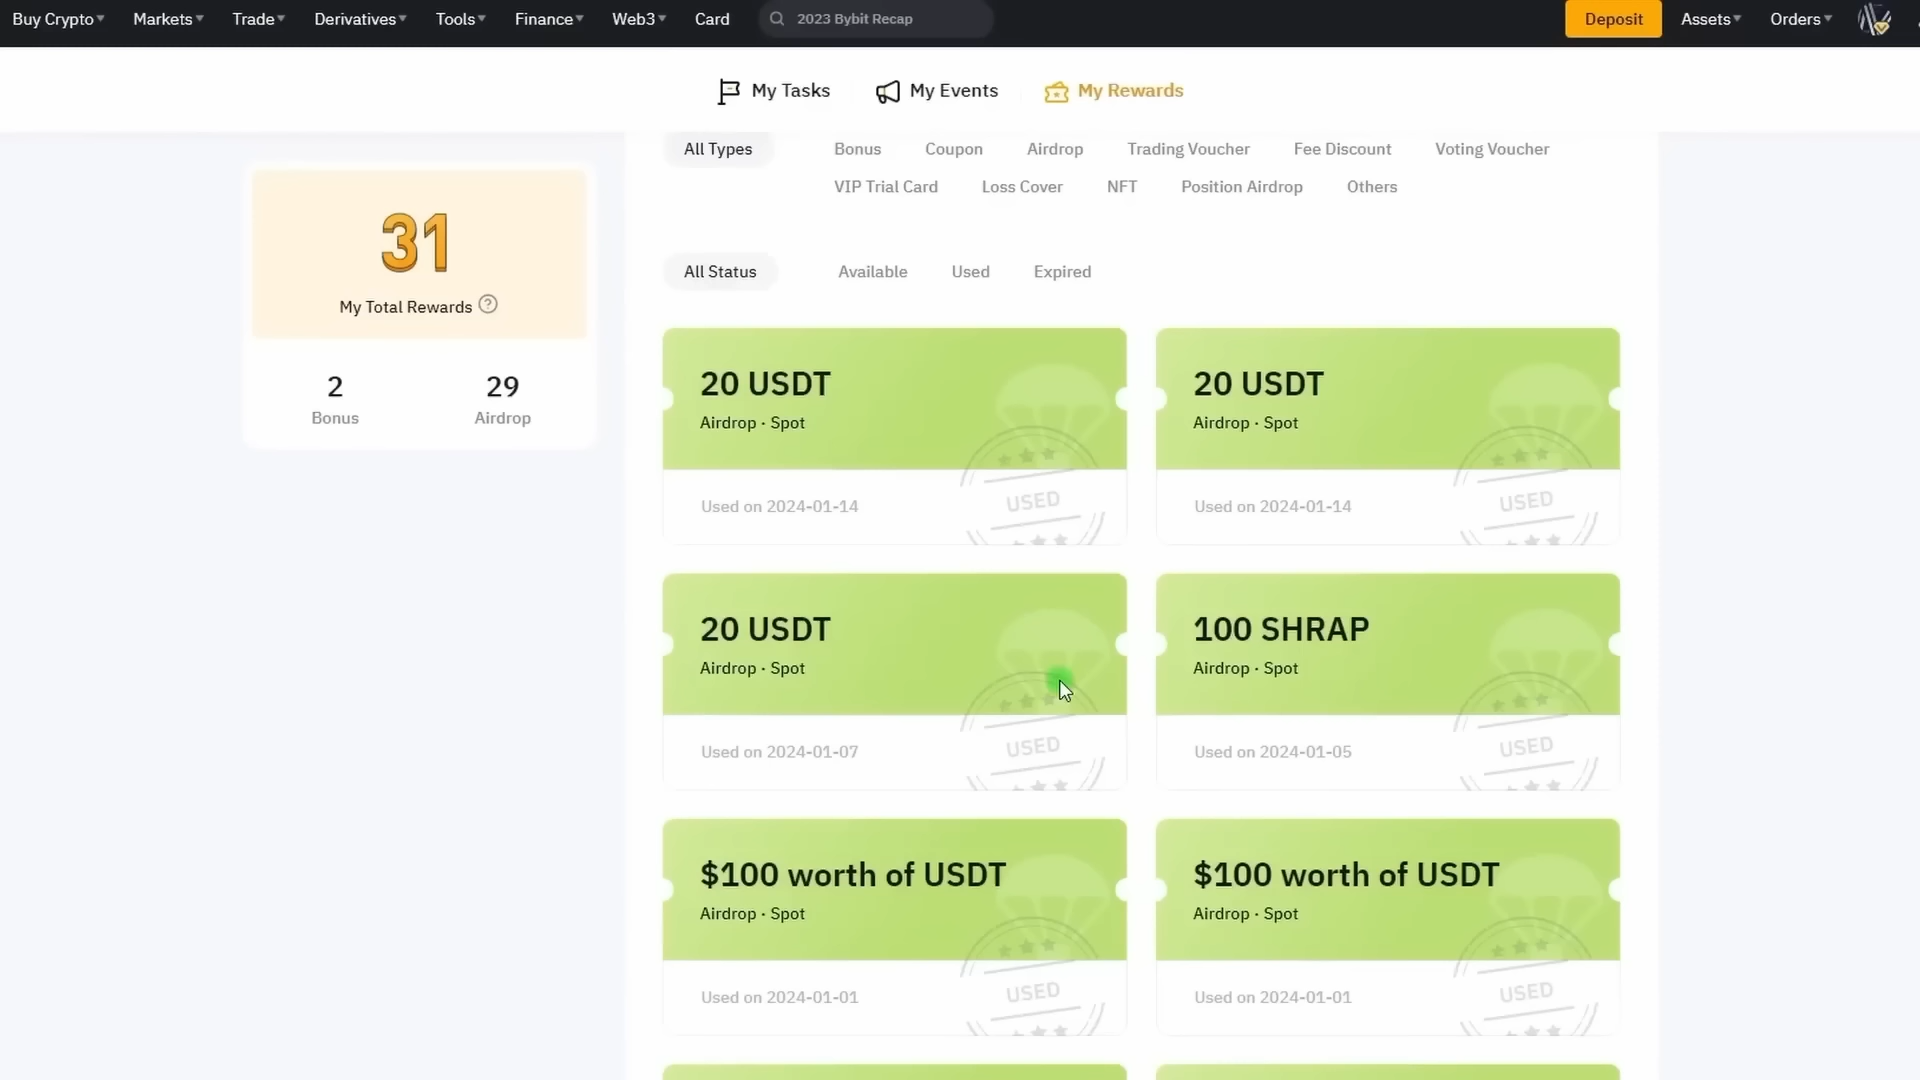 Buy Crypto Markets Trade Derivatives Tools Finance Web3 Card 2023 Bybit Recap Deposit Assets Orders
My Tasks My Events My Rewards
All Types Bonus Coupon Airdrop Trading Voucher Fee Discount Voting Voucher
VIP Trial Card Loss Cover NFT Position Airdrop Others
31
My Total Rewards ?
2 29
Bonus Airdrop
All Status Available Used Expired
20 USDT
Airdrop · Spot
Used on 2024-01-14
USED
20 USDT
Airdrop · Spot
Used on 2024-01-14
USED
20 USDT
Airdrop · Spot
Used on 2024-01-07
USED
100 SHRAP
Airdrop · Spot
Used on 2024-01-05
USED
$100 worth of USDT
Airdrop · Spot
Used on 2024-01-01
USED
$100 worth of USDT
Airdrop · Spot
Used on 2024-01-01
USED